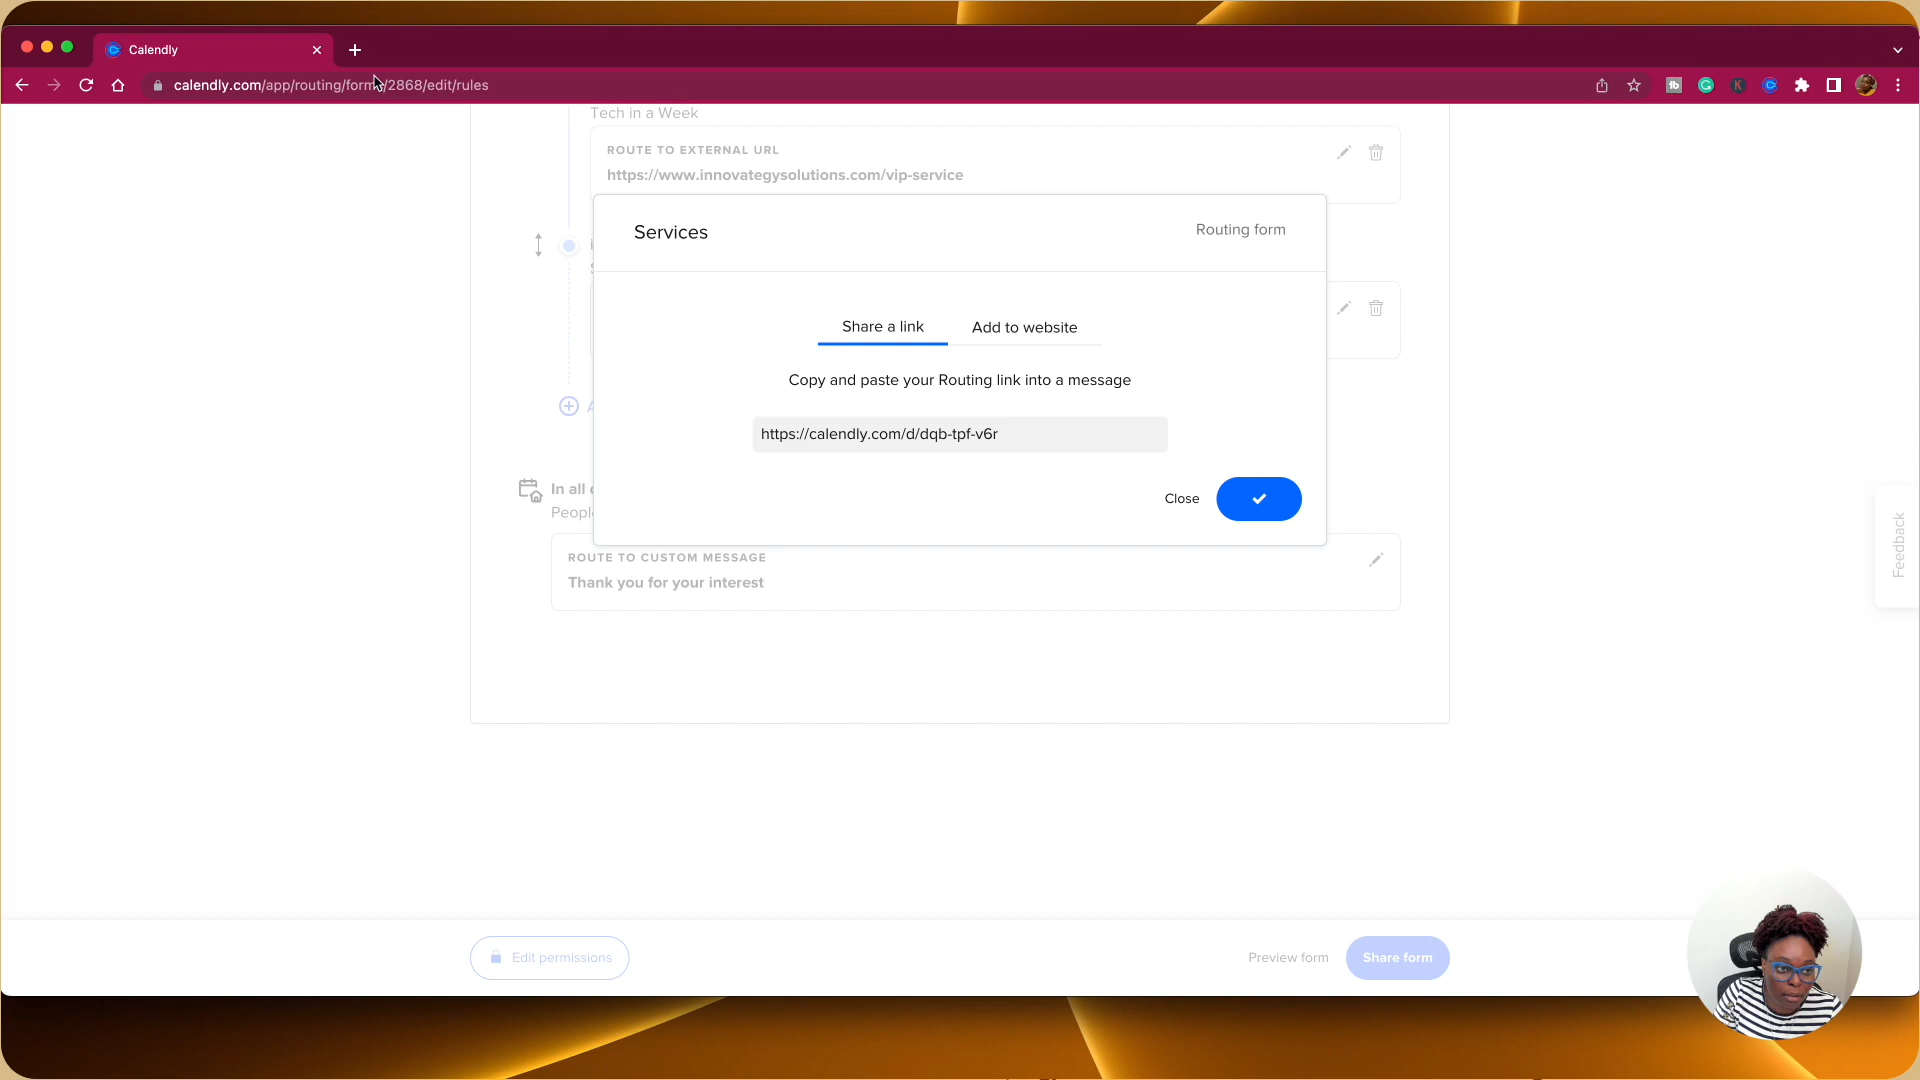 Calendly
calendly.com/app/routing/form/2868/edit/rules
Tech in a Week
ROUTE TO EXTERNAL URL
https://www.innovategysolutions.com/vip-service
Services
Routing form
Share a link
Add to website
Copy and paste your Routing link into a message
https://calendly.com/d/dqb-tpf-v6r
Close
In all
Peopl
ROUTE TO CUSTOM MESSAGE
Thank you for your interest
Feedback
Edit permissions
Preview form
Share form